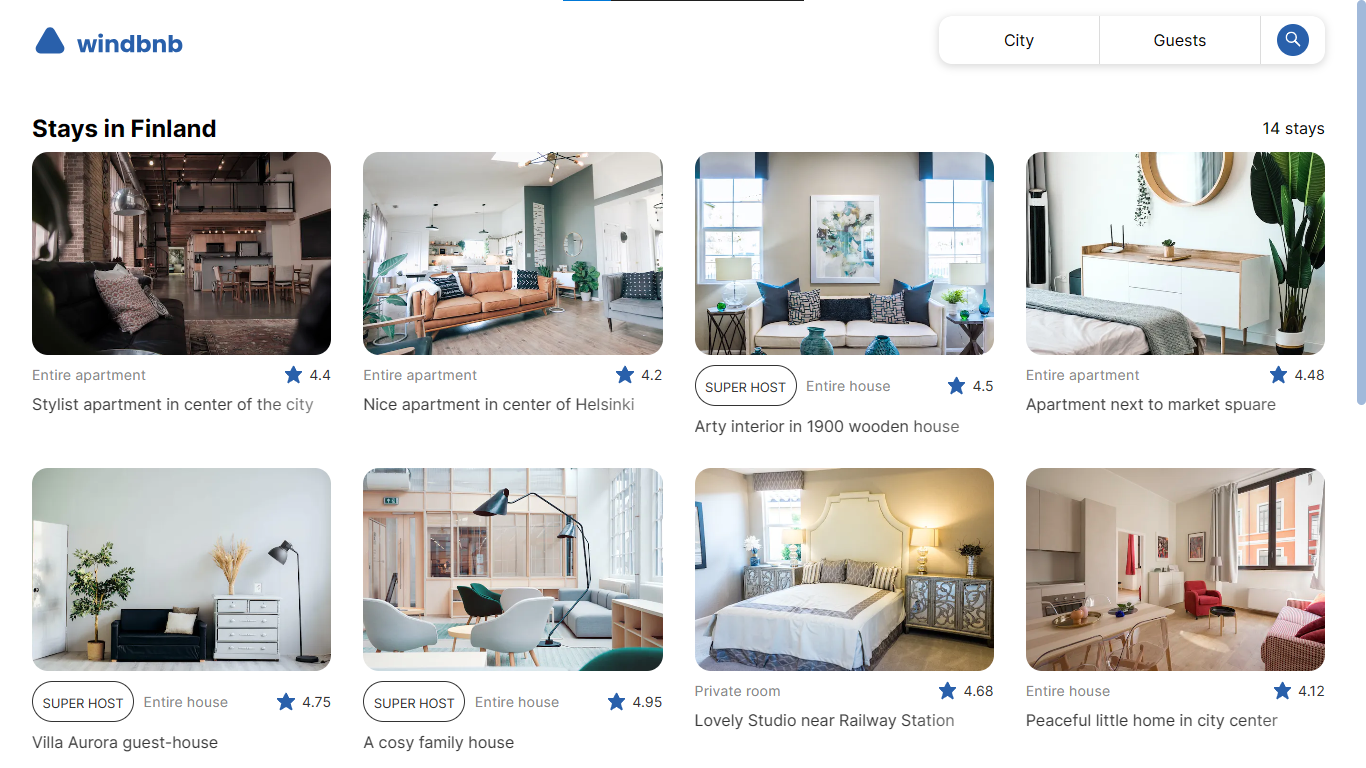 windbnb
City
Guests
Stays in Finland
14 stays
Entire apartment
4.4
Stylist apartment in center of the city
Entire apartment
4.2
Nice apartment in center of Helsinki
SUPER HOST
Entire house
4.5
Arty interior in 1900 wooden house
Entire apartment
4.48
Apartment next to market spuare
SUPER HOST
Entire house
4.75
Villa Aurora guest-house
SUPER HOST
Entire house
4.95
A cosy family house
Private room
4.68
Lovely Studio near Railway Station
Entire house
4.12
Peaceful little home in city center